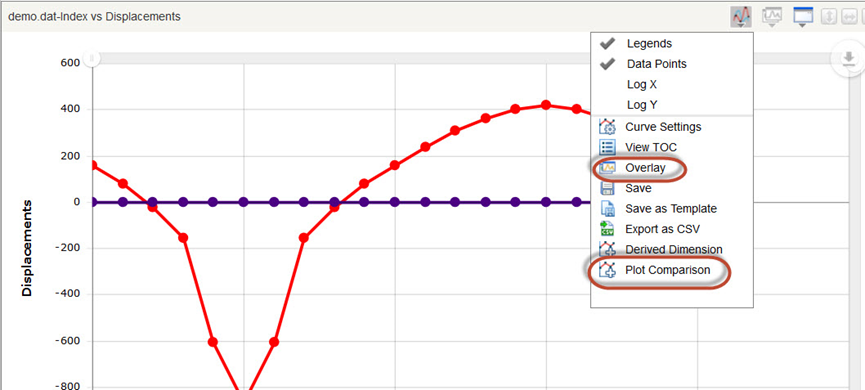 demo.dat-Index vs Displacements
Legends
Data Points
Log X
Log Y
Curve Settings
View TOC
Overlay
Save
Save as Template
CSV
Export as CSV
Derived Dimension
Plot Comparison
600
400
200
0
-200
-400
-600
-800
Displacements